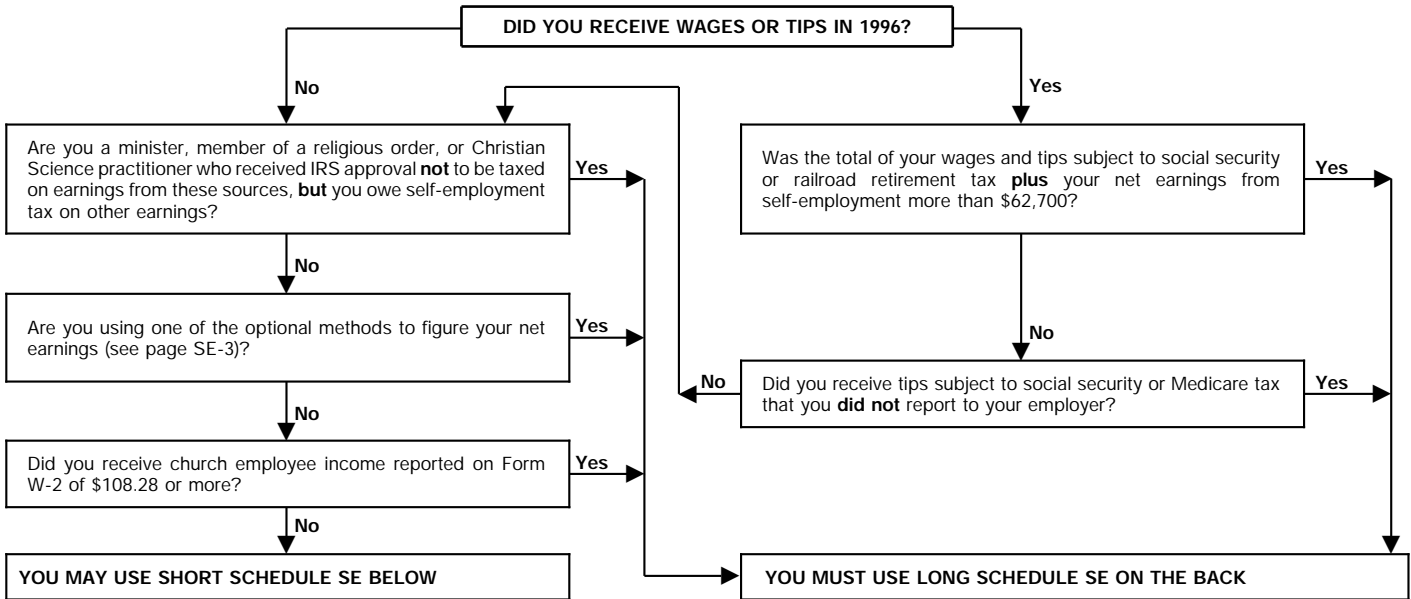 DID YOU RECEIVE WAGES OR TIPS IN 1996?
No
Yes
Are you a minister, member of a religious order, or Christian
Science practitioner who received IRS approval not to be taxed
on earnings from these sources, but you owe self-employment
tax on other earnings?
Yes
Was the total of your wages and tips subject to social security
or railroad retirement tax plus your net earnings from
self-employment more than $62,700?
Yes
No
Are you using one of the optional methods to figure your net
earnings (see page SE-3)?
Yes
No
No
Did you receive tips subject to social security or Medicare tax
that you did not report to your employer?
Yes
No
Did you receive church employee income reported on Form
W-2 of $108.28 or more?
Yes
No
YOU MAY USE SHORT SCHEDULE SE BELOW
YOU MUST USE LONG SCHEDULE SE ON THE BACK